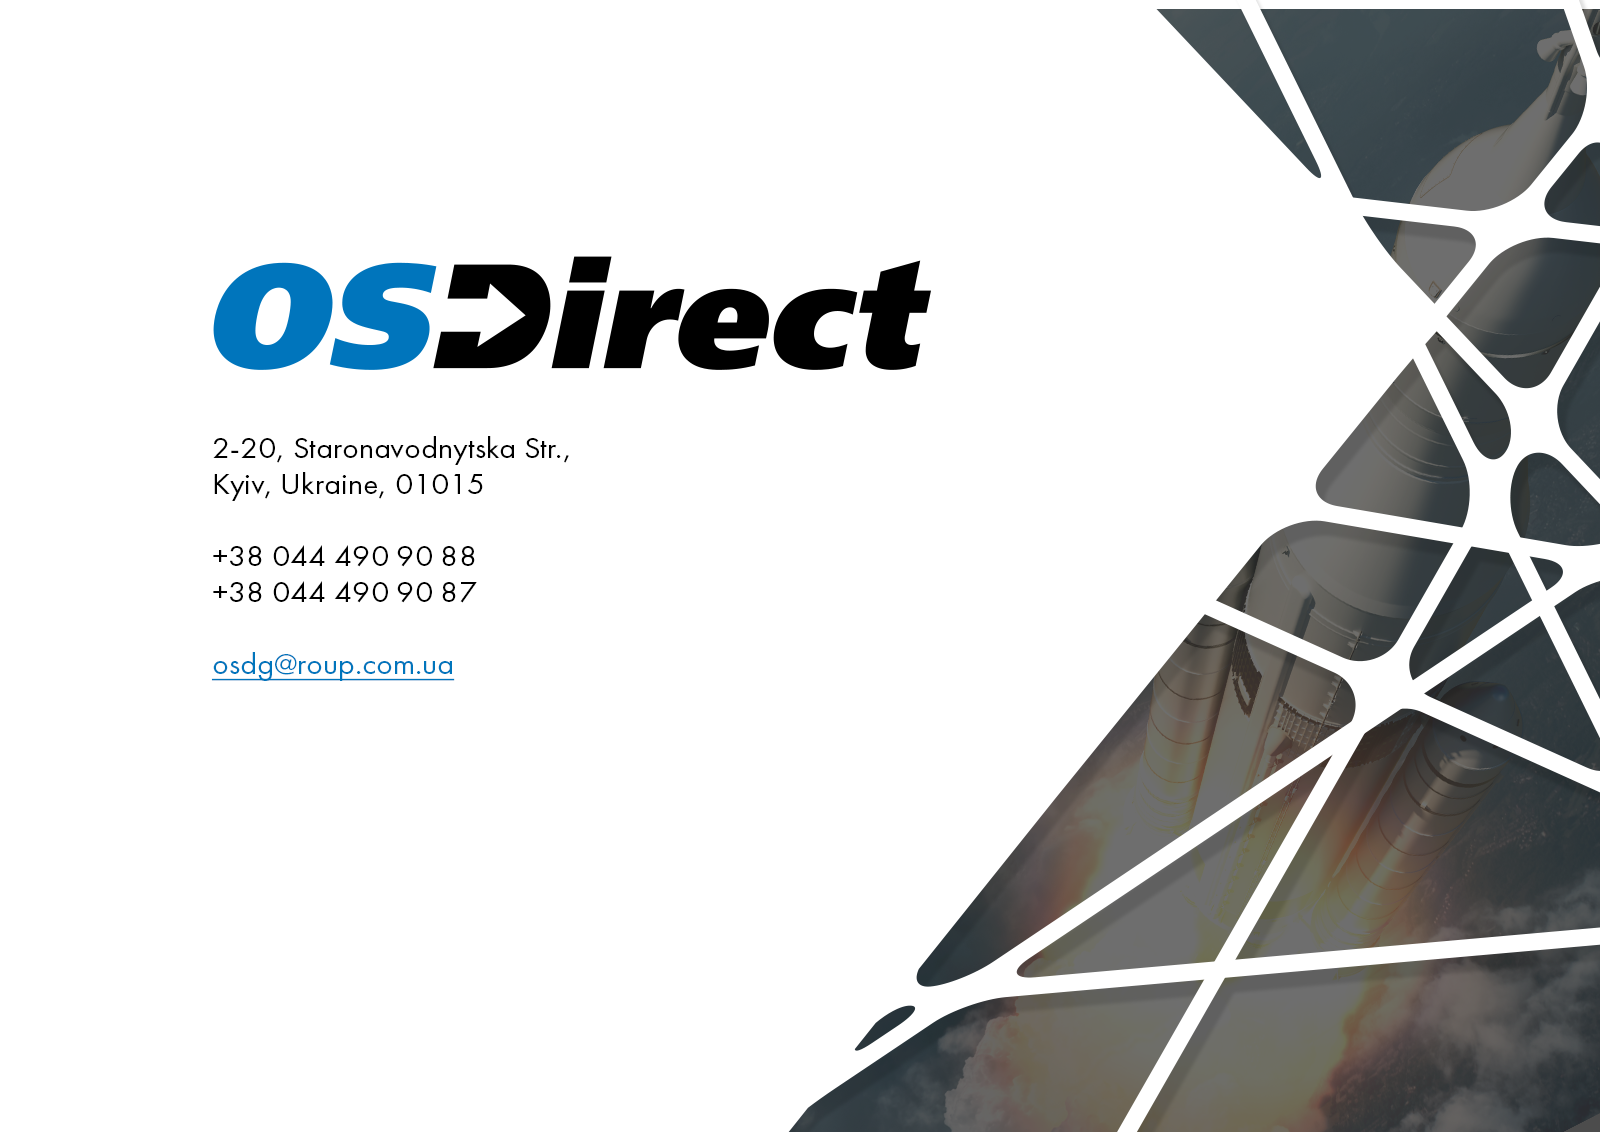 OSDirect
2-20, Staronavodnytska Str.,
Kyiv, Ukraine, 01015
+38 044 490 90 88
+38 044 490 90 87
osdg@roup.com.ua